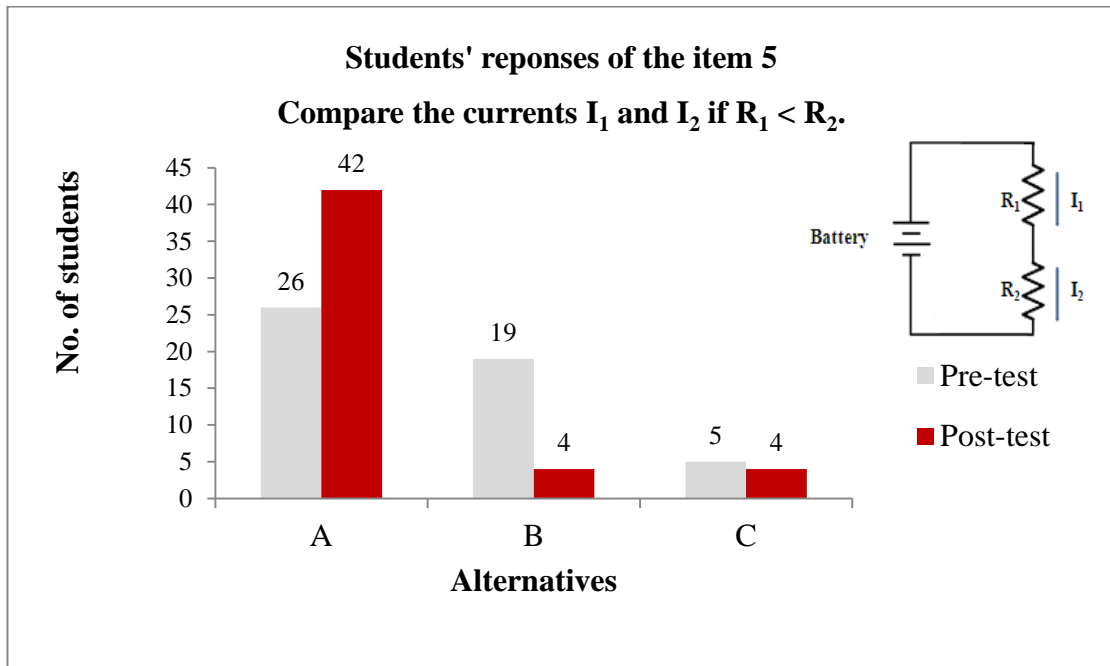 Students' reponses of the item 5
Compare the currents I₁ and I₂ if R₁ < R₂.
No. of students
45
40
35
30
25
20
15
10
5
0
26
42
19
4
5
4
A
B
C
Alternatives
Battery
R₁
I₁
R₂
I₂
Pre-test
Post-test